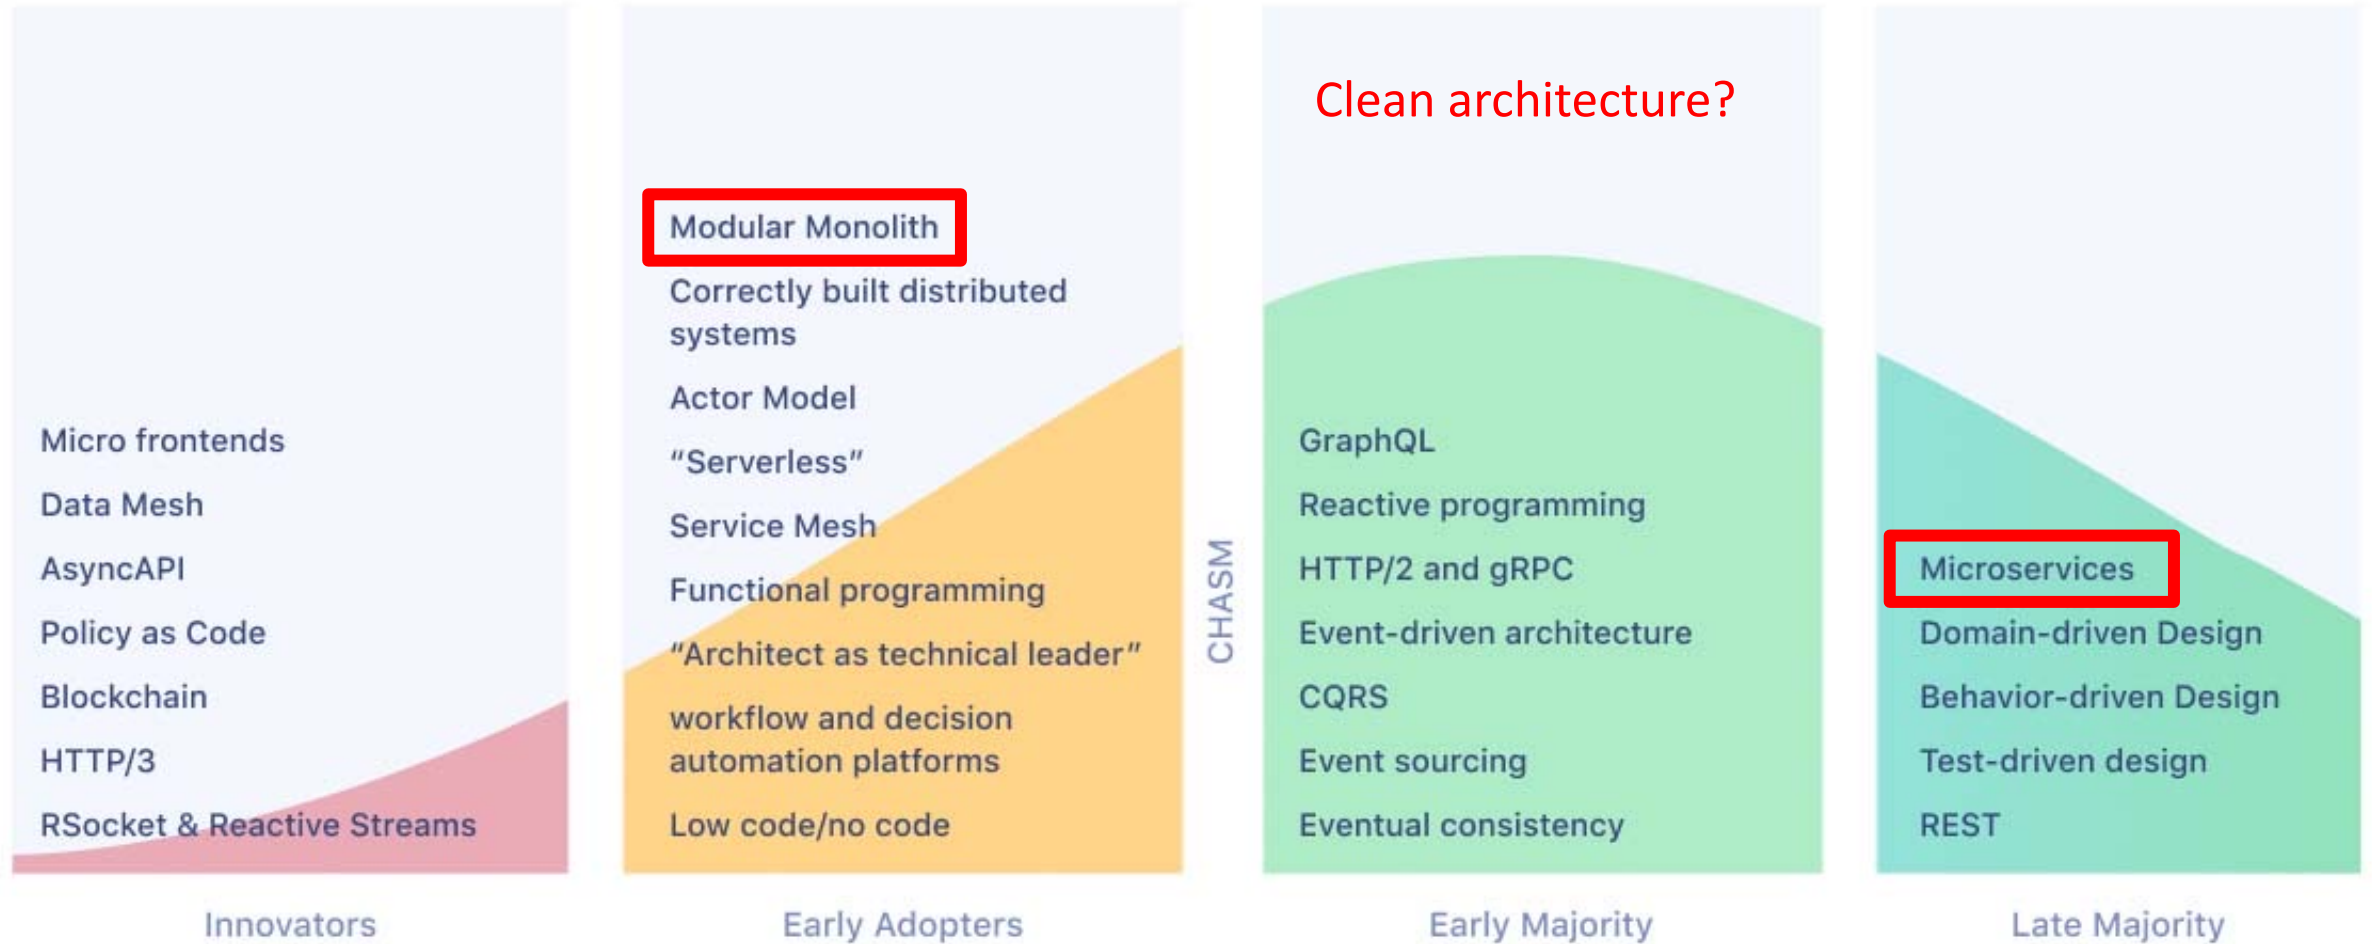 Micro frontends
Data Mesh
AsyncAPI
Policy as Code
Blockchain
HTTP/3
RSocket & Reactive Streams
Innovators
Modular Monolith
Correctly built distributed
systems
Actor Model
“Serverless”
Service Mesh
Functional programming
“Architect as technical leader”
workflow and decision
automation platforms
Low code/no code
Early Adopters
CHASM
Clean architecture?
GraphQL
Reactive programming
HTTP/2 and gRPC
Event-driven architecture
CQRS
Event sourcing
Eventual consistency
Early Majority
Microservices
Domain-driven Design
Behavior-driven Design
Test-driven design
REST
Late Majority